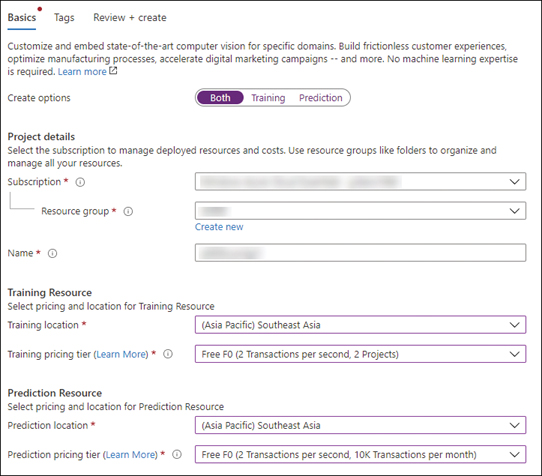 Basics Tags Review + create
Customize and embed state-of-the-art computer vision for specific domains. Build frictionless customer experiences,
optimize manufacturing processes, accelerate digital marketing campaigns -- and more. No machine learning expertise
is required. Learn more
Create options Both Training Prediction
Project details
Select the subscription to manage deployed resources and costs. Use resource groups like folders to organize and
manage all your resources.
Subscription *
Resource group *
Create new
Name *
Training Resource
Select pricing and location for Training Resource
Training location * (Asia Pacific) Southeast Asia
Training pricing tier (Learn More) * Free F0 (2 Transactions per second, 2 Projects)
Prediction Resource
Select pricing and location for Prediction Resource
Prediction location * (Asia Pacific) Southeast Asia
Prediction pricing tier (Learn More) * Free F0 (2 Transactions per second, 10K Transactions per month)